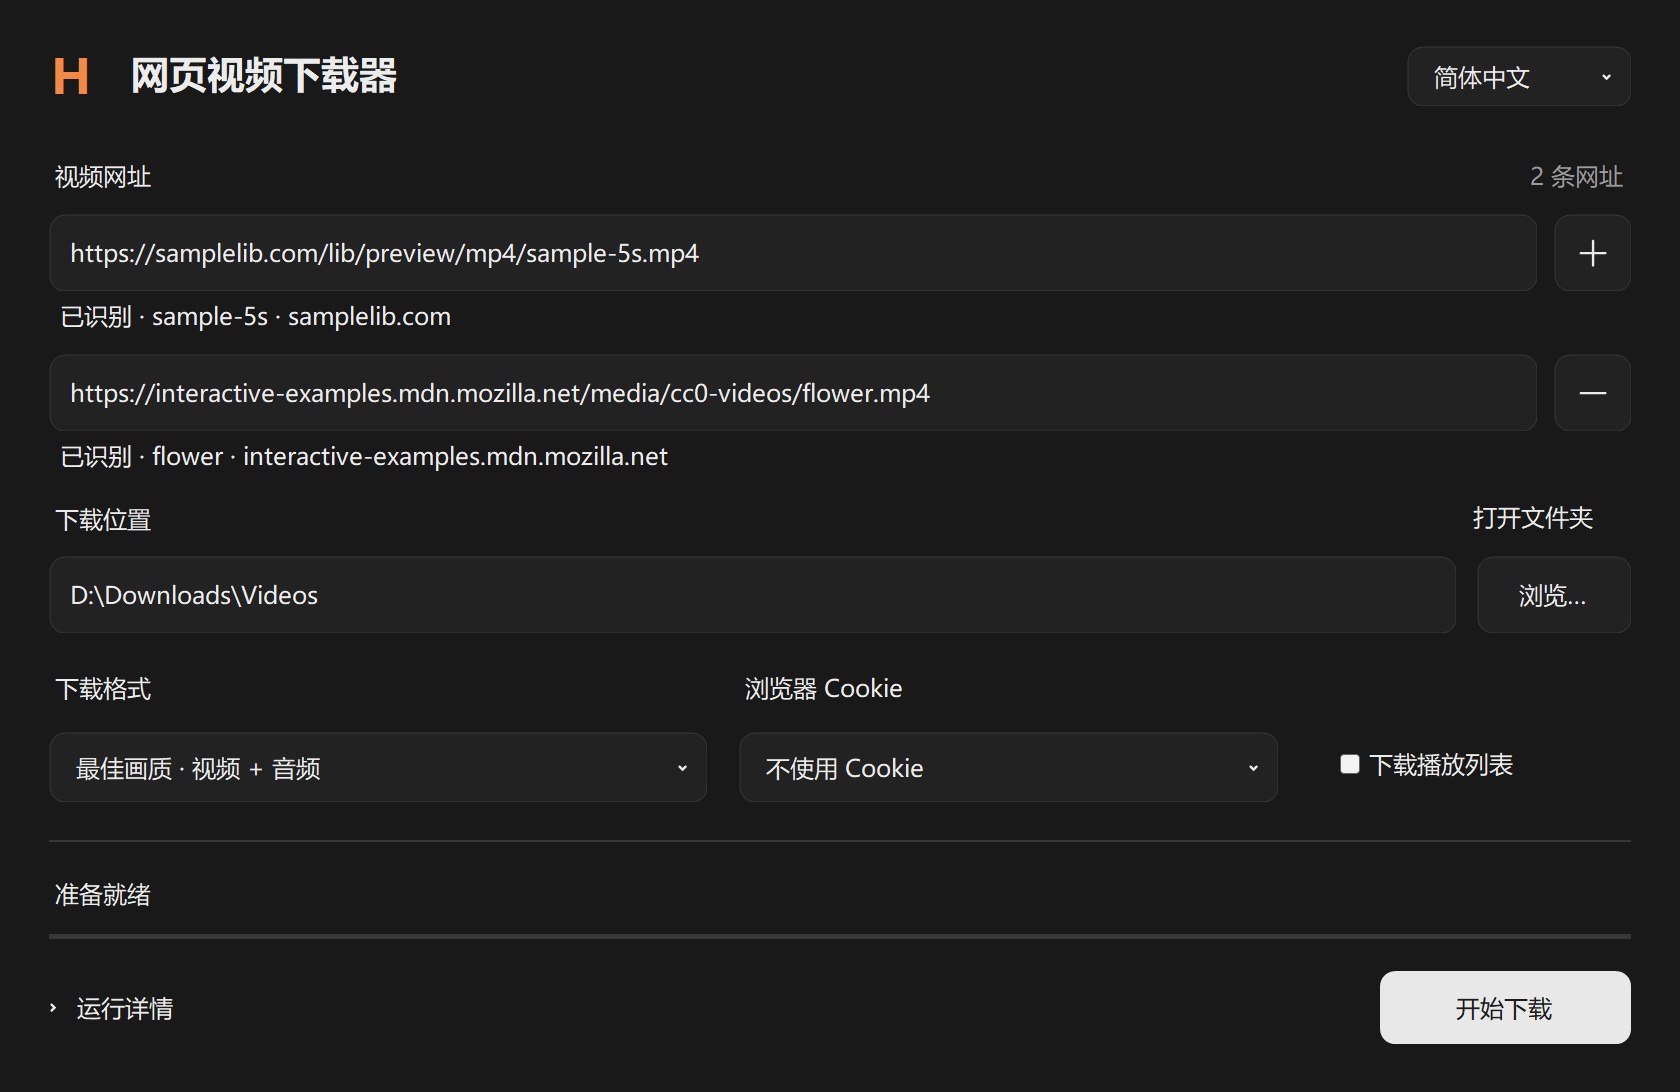 H 网页视频下载器
简体中文
视频网址
2 条网址
https://samplelib.com/lib/preview/mp4/sample-5s.mp4
已识别 · sample-5s · samplelib.com
https://interactive-examples.mdn.mozilla.net/media/cc0-videos/flower.mp4
已识别 · flower · interactive-examples.mdn.mozilla.net
下载位置
打开文件夹
D:\Downloads\Videos
浏览...
下载格式
浏览器 Cookie
最佳画质 · 视频 + 音频
不使用 Cookie
下载播放列表
准备就绪
运行详情
开始下载